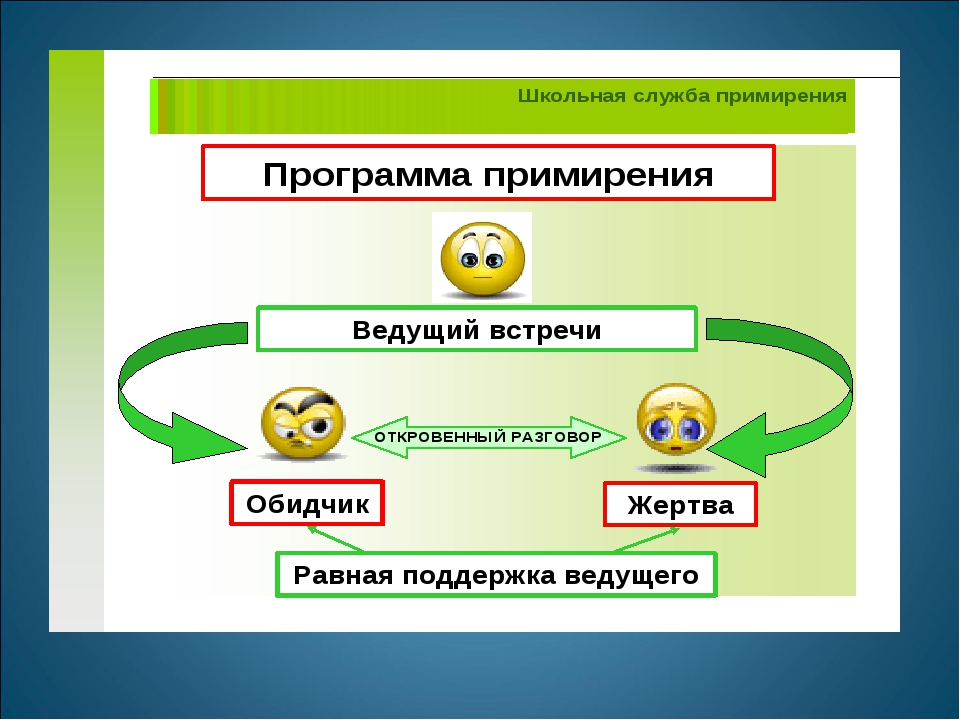 Школьная служба примирения
Программа примирения
Ведущий встречи
ОТКРОВЕННЫЙ РАЗГОВОР
Обидчик
Жертва
Равная поддержка ведущего